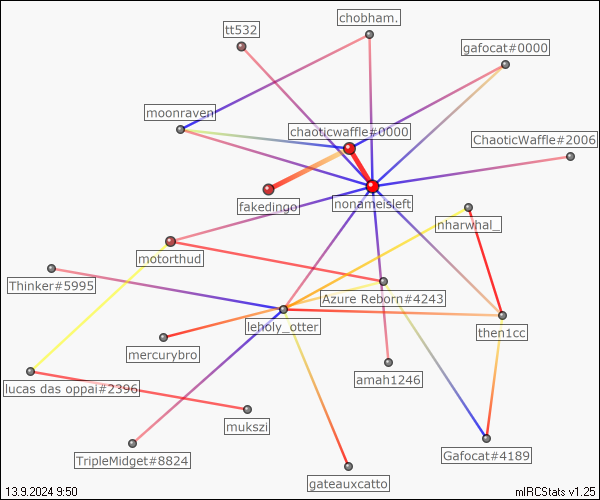 chobham.
tt532
gafocat#0000
moonraven
chaoticwaffle#0000
ChaoticWaffle#2006
fakedingo
nonameisleft
nharwhal_
motorthud
Thinker#5995
Azure Reborn#4243
leholy_otter
then1cc
mercurybro
amah1246
lucas das oppai#2396
mukszi
TripleMidget#8824
Gafocat#4189
gateauxcatto
13.9.2024 9:50
mIRCStats v1.25